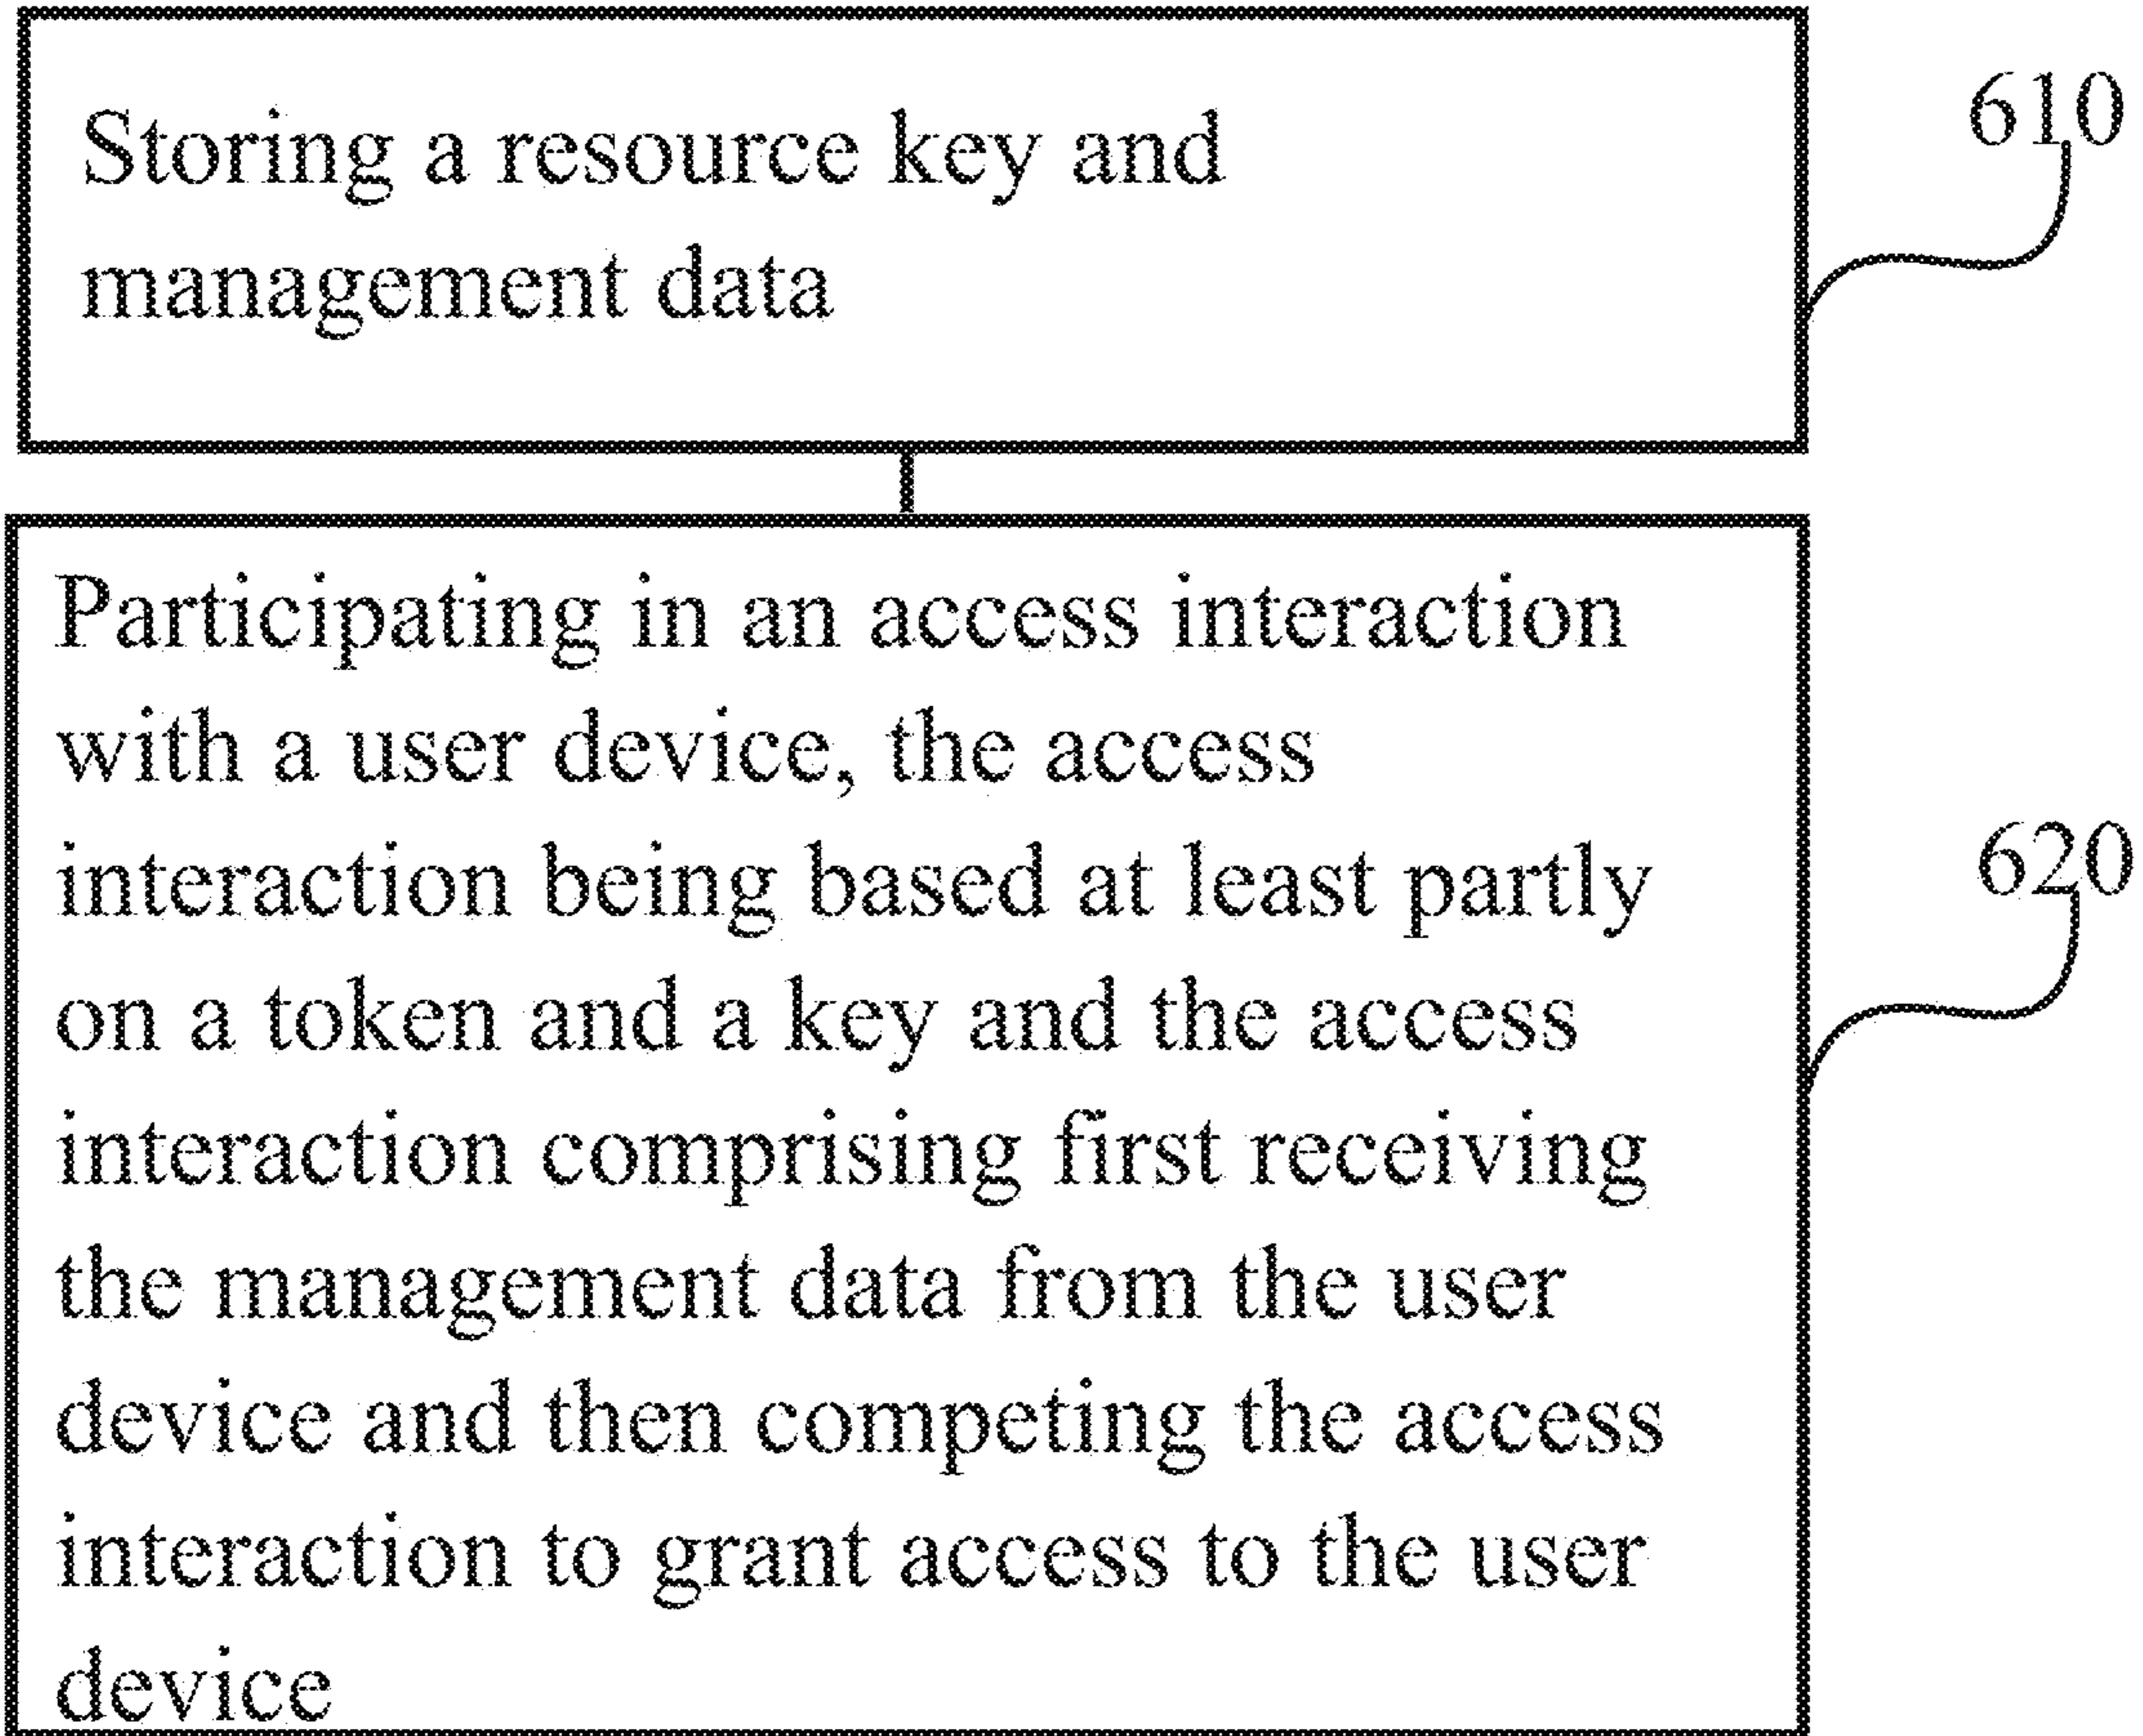 Storing a resource key and
management data
610
Participating in an access interaction
with a user device, the access
interaction being based at least partly
on a token and a key and the access
interaction comprising first receiving
the management data from the user
device and then competing the access
interaction to grant access to the user
device
620